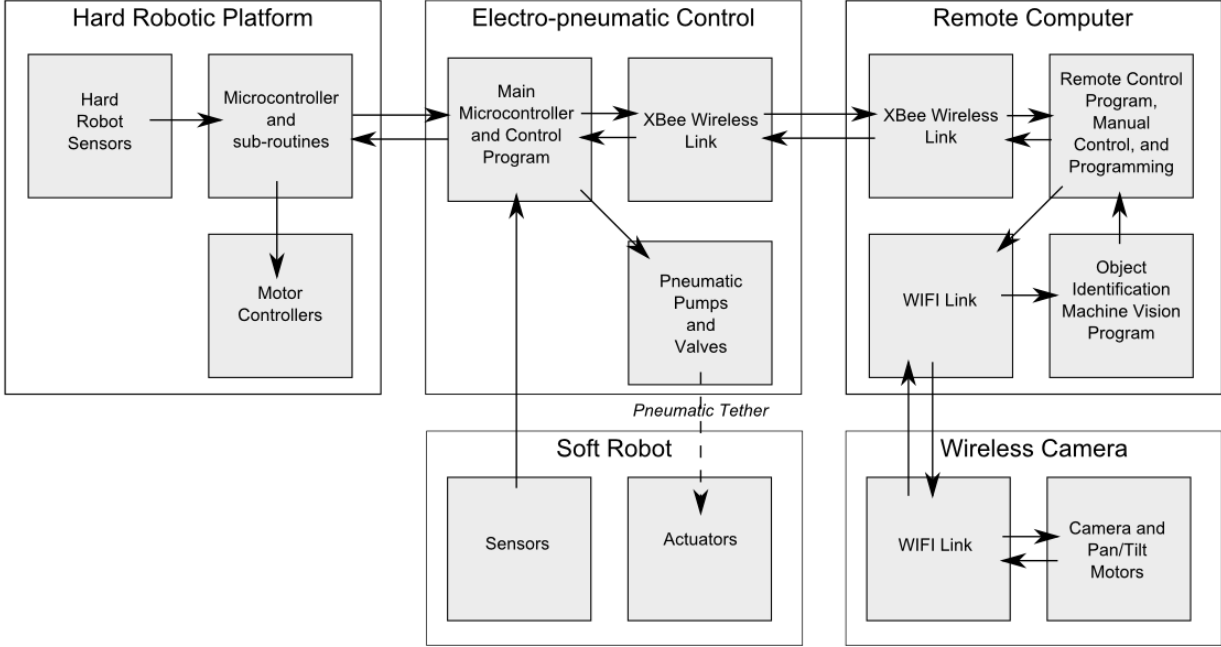 Hard Robotic Platform
Hard
Robot
Sensors
Microcontroller
and
sub-routines
Motor
Controllers
Electro-pneumatic Control
Main
Microcontroller
and Control
Program
XBee Wireless
Link
Pneumatic
Pumps
and
Valves
Pneumatic Tether
Remote Computer
XBee Wireless
Link
Remote Control
Program,
Manual
Control, and
Programming
WIFI Link
Object
Identification
Machine Vision
Program
Soft Robot
Sensors
Actuators
Wireless Camera
WIFI Link
Camera and
Pan/Tilt
Motors